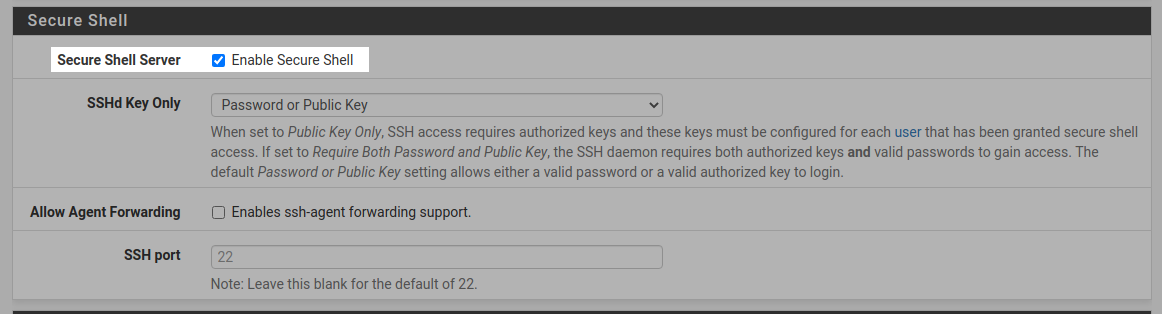 Secure Shell
Secure Shell Server Enable Secure Shell
SSHd Key Only Password or Public Key
When set to Public Key Only, SSH access requires authorized keys and these keys must be configured for each user that has been granted secure shell
access. If set to Require Both Password and Public Key, the SSH daemon requires both authorized keys and valid passwords to gain access. The
default Password or Public Key setting allows either a valid password or a valid authorized key to login.
Allow Agent Forwarding Enables ssh-agent forwarding support.
SSH port 22
Note: Leave this blank for the default of 22.